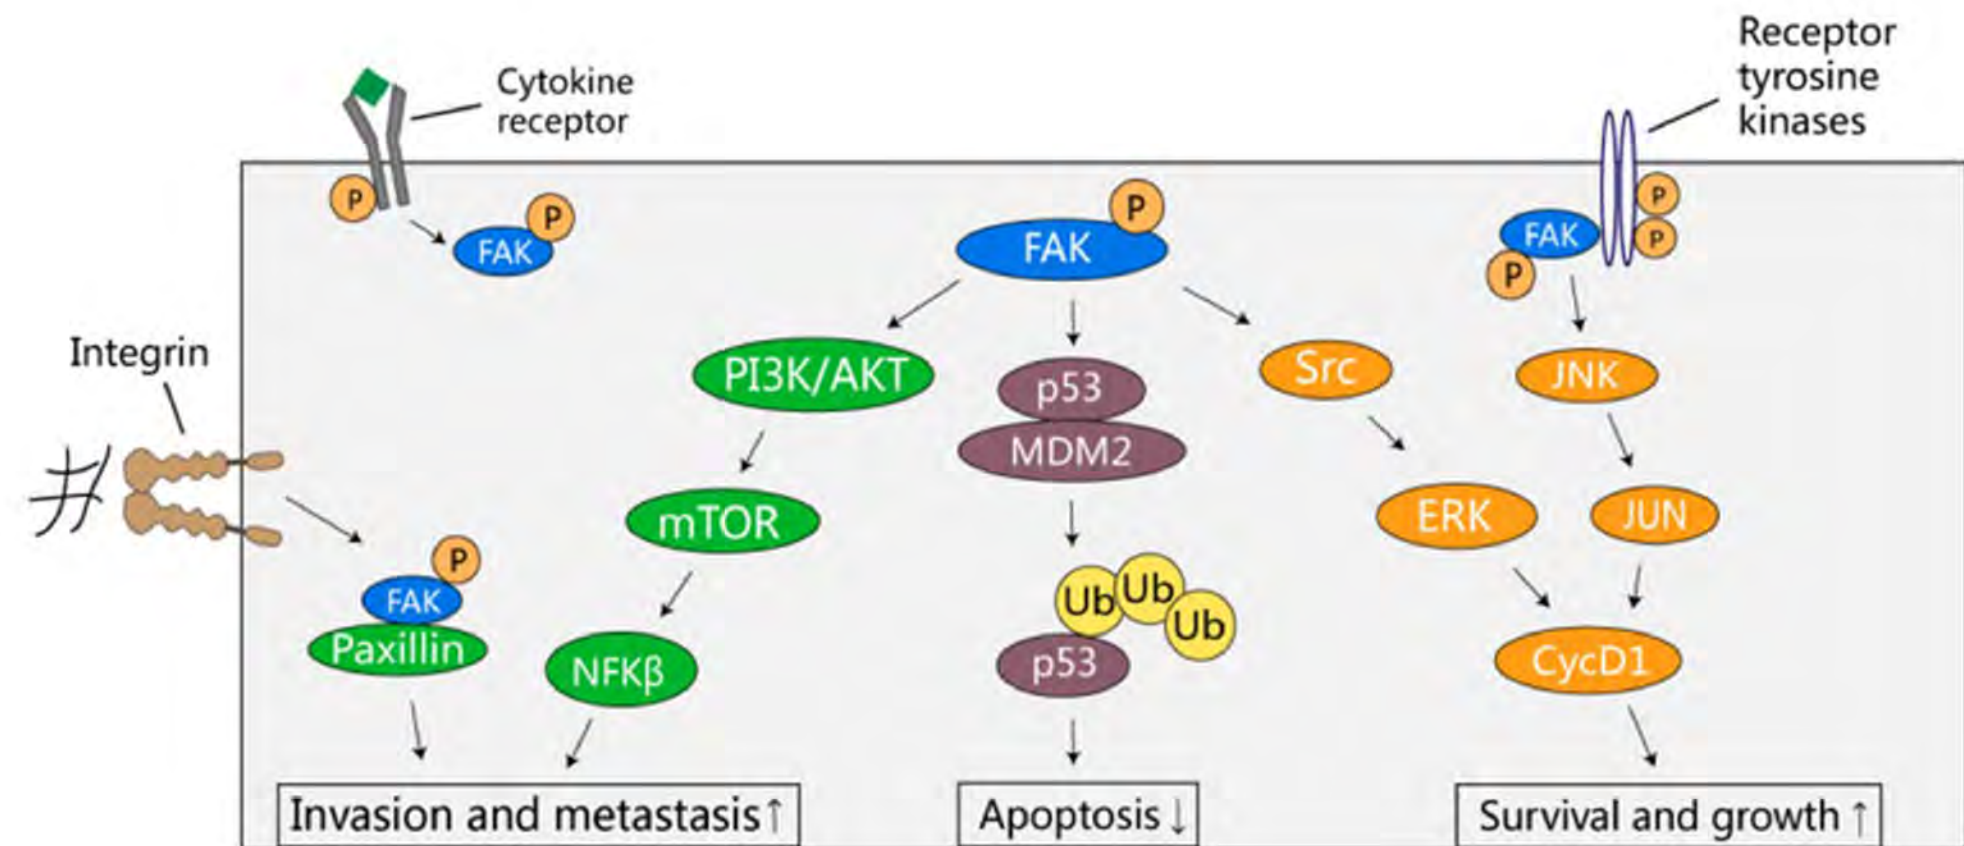 Cytokine
receptor
Receptor
tyrosine
kinases
P
FAK
P
FAK
P
FAK
P
P
P
Integrin
PI3K/AKT
p53
MDM2
Src
JNK
mTOR
ERK
JUN
P
FAK
Paxillin
NFKβ
Ub
Ub
Ub
p53
CycD1
Invasion and metastasis↑
Apoptosis↓
Survival and growth↑